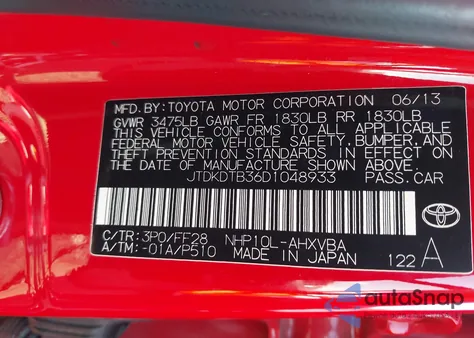 MFD. BY: TOYOTA MOTOR CORPORATION 06/13
GVWR 3475LB GAWR FR 1830LB RR 1830LB
THIS VEHICLE CONFORMS TO ALL APPLICABLE
FEDERAL MOTOR VEHICLE SAFETY, BUMPER, AND
THEFT PREVENTION STANDARDS IN EFFECT ON
THE DATE OF MANUFACTURE SHOWN ABOVE.
JTDKDTB36D1048933 PASS.CAR
TOYOTA
C/TR: 3P0/FF28 NHP10L-AHXVBA
A/TM: -01A/P510 MADE IN JAPAN 122 A
autoSnap